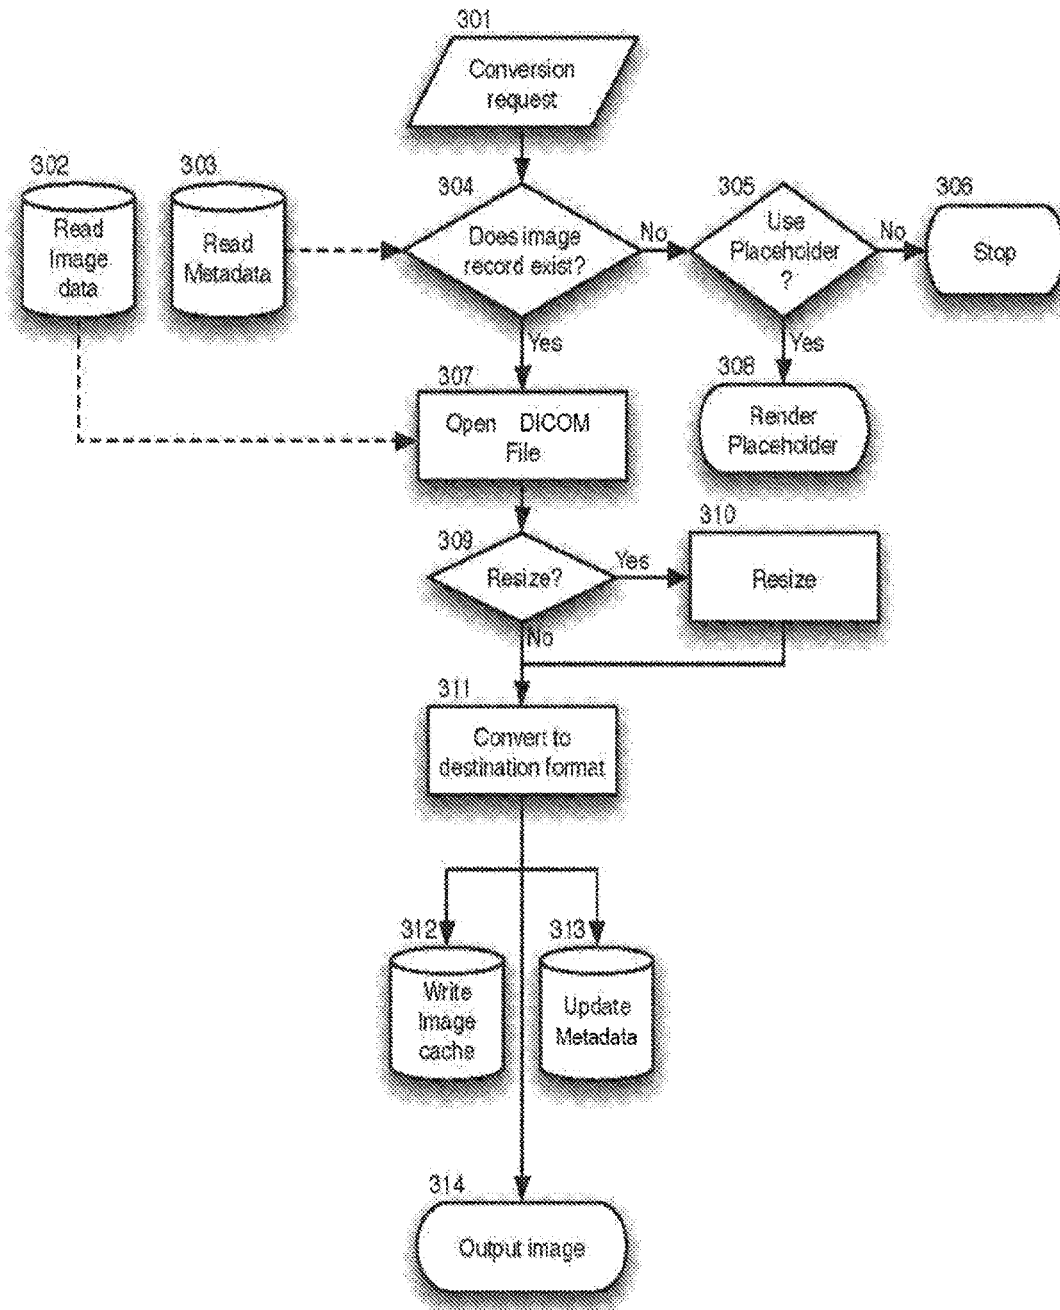 301
Conversion
request
302
Read
Image
data
303
Read
Metadata
304
Does image
record exist?
No
305
Use
Placeholder
?
No
306
Stop
Yes
Yes
307
Open DICOM
File
308
Render
Placeholder
309
Resize?
Yes
310
Resize
No
311
Convert to
destination format
312
Write
Image
cache
313
Update
Metadata
314
Output image